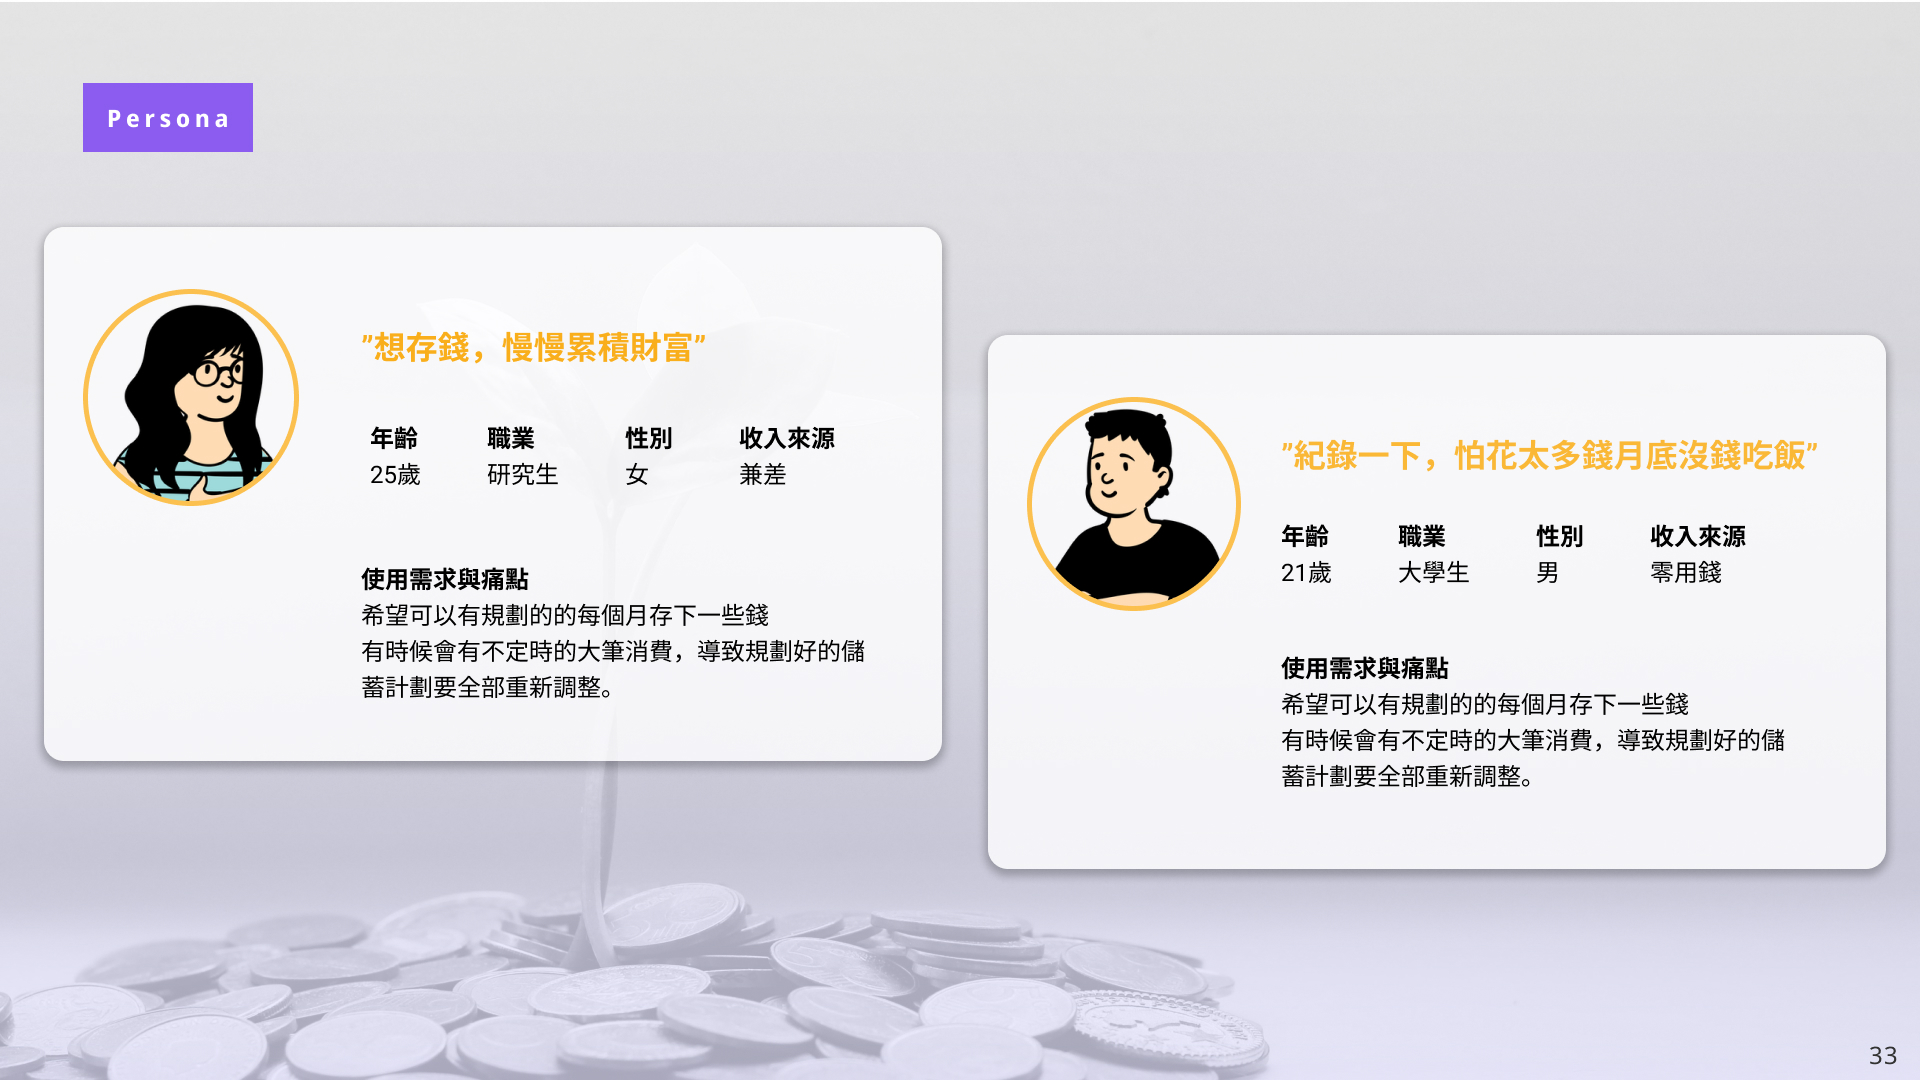 Persona
”想存錢，慢慢累積財富”
年齡 職業 性別 收入來源
25歲 研究生 女 兼差
使用需求與痛點
希望可以有規劃的的每個月存下一些錢
有時候會有不定時的大筆消費，導致規劃好的儲
蓄計劃要全部重新調整。
”紀錄一下，怕花太多錢月底沒錢吃飯”
年齡 職業 性別 收入來源
21歲 大學生 男 零用錢
使用需求與痛點
希望可以有規劃的的每個月存下一些錢
有時候會有不定時的大筆消費，導致規劃好的儲
蓄計劃要全部重新調整。
33